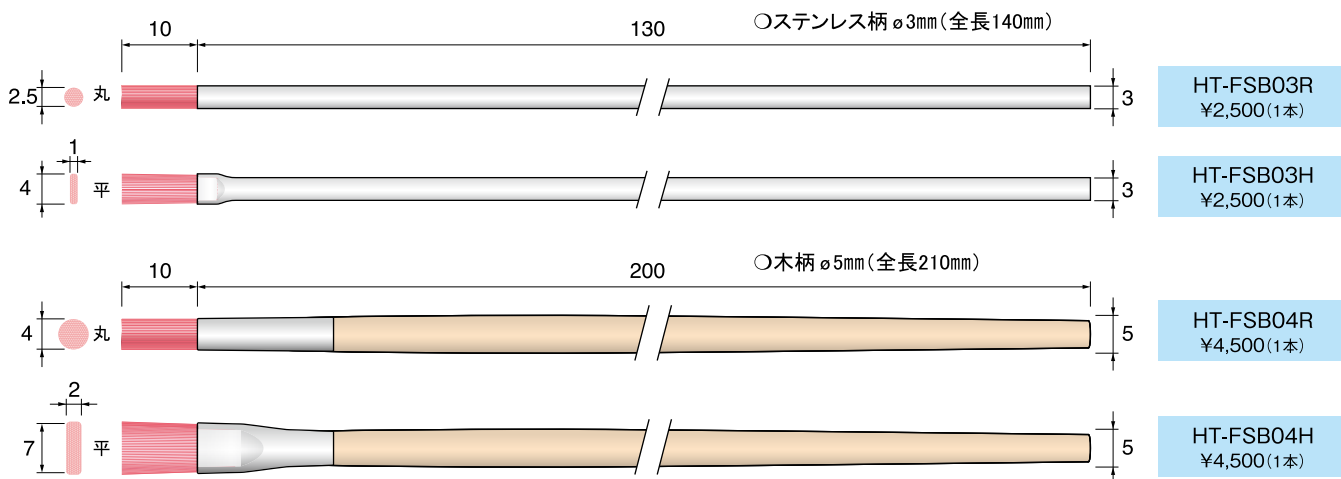 10
130
○ステンレス柄 ø3mm(全長140mm)
2.5
丸
3
HT-FSB03R
¥2,500(1本)
1
4
平
3
HT-FSB03H
¥2,500(1本)
10
200
○木柄 ø5mm(全長210mm)
4
丸
5
HT-FSB04R
¥4,500(1本)
2
7
平
5
HT-FSB04H
¥4,500(1本)